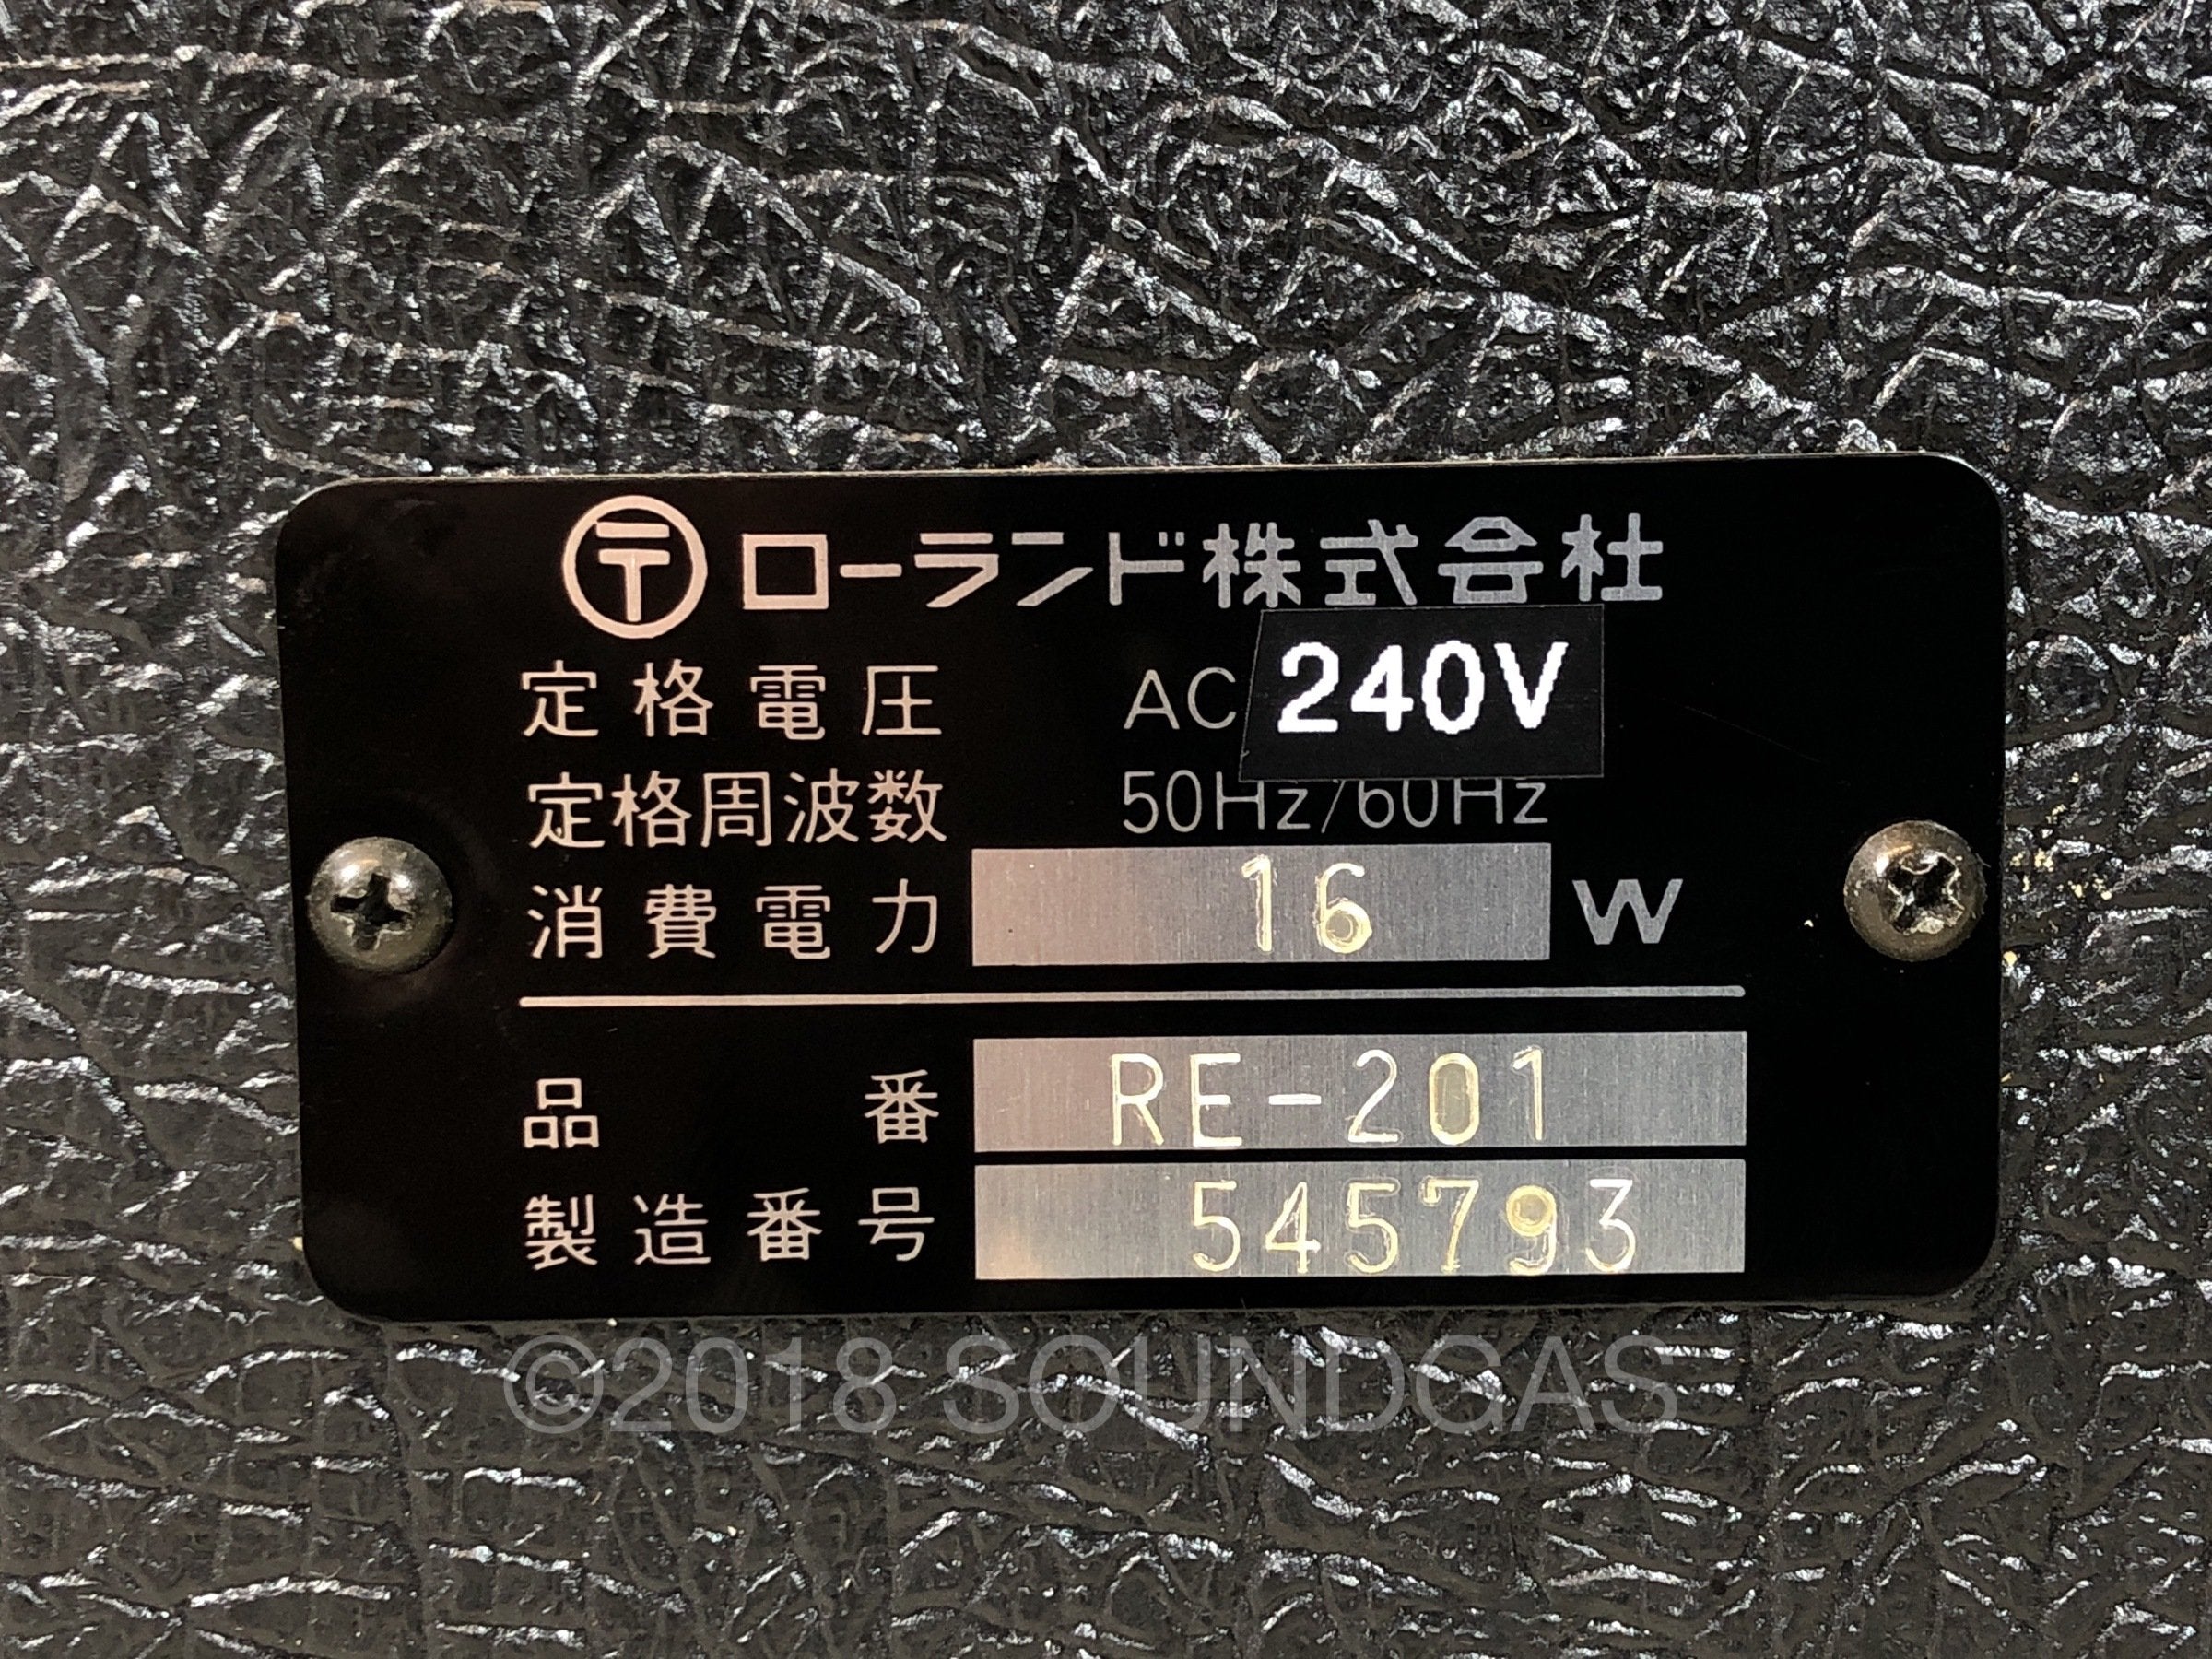 〒 ローランド株式会社
定格電圧 AC 240V
定格周波数 50Hz/60Hz
消費電力 16 W
品番 RE-201
製造番号 545793
©2018 SOUNDGAS